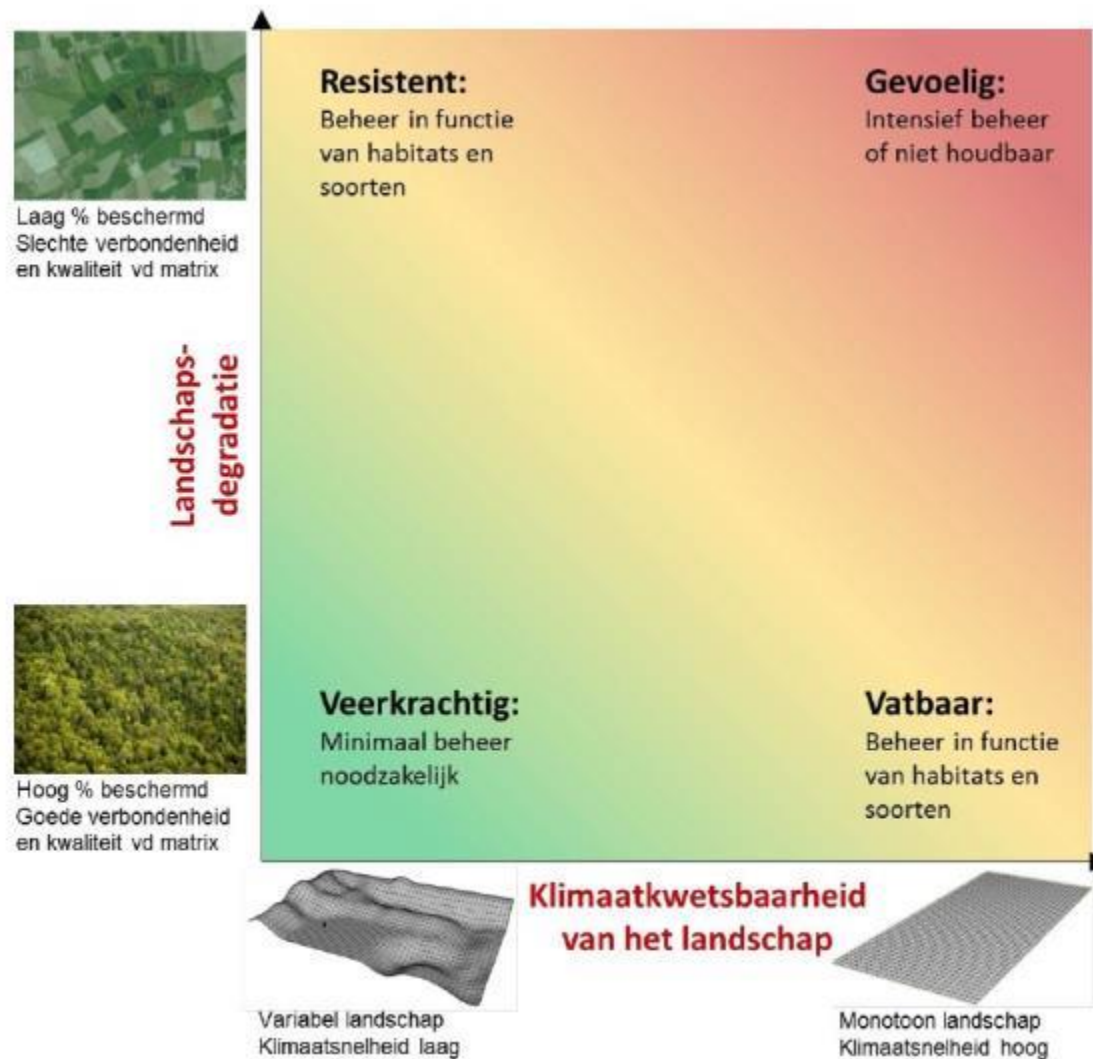 Resistent:
Beheer in functie
van habitats en
soorten
Gevoelig:
Intensief beheer
of niet houdbaar
Laag % beschermd
Slechte verbondenheid
en kwaliteit vd matrix
Landschaps-
degradatie
Veerkrachtig:
Minimaal beheer
noodzakelijk
Vatbaar:
Beheer in functie
van habitats en
soorten
Hoog % beschermd
Goede verbondenheid
en kwaliteit vd matrix
Klimaatkwetsbaarheid
van het landschap
Variabel landschap
Klimaatsnelheid laag
Monotoon landschap
Klimaatsnelheid hoog